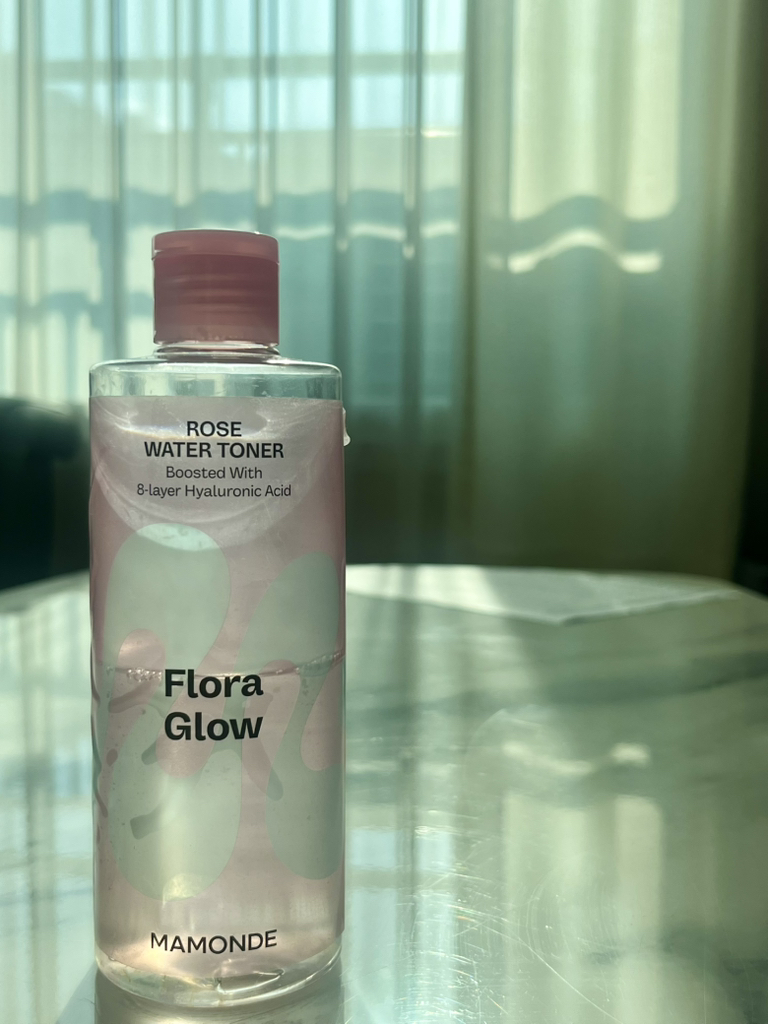 ROSE
WATER TONER
Boosted With
8-layer Hyaluronic Acid
Flora
Glow
MAMONDE